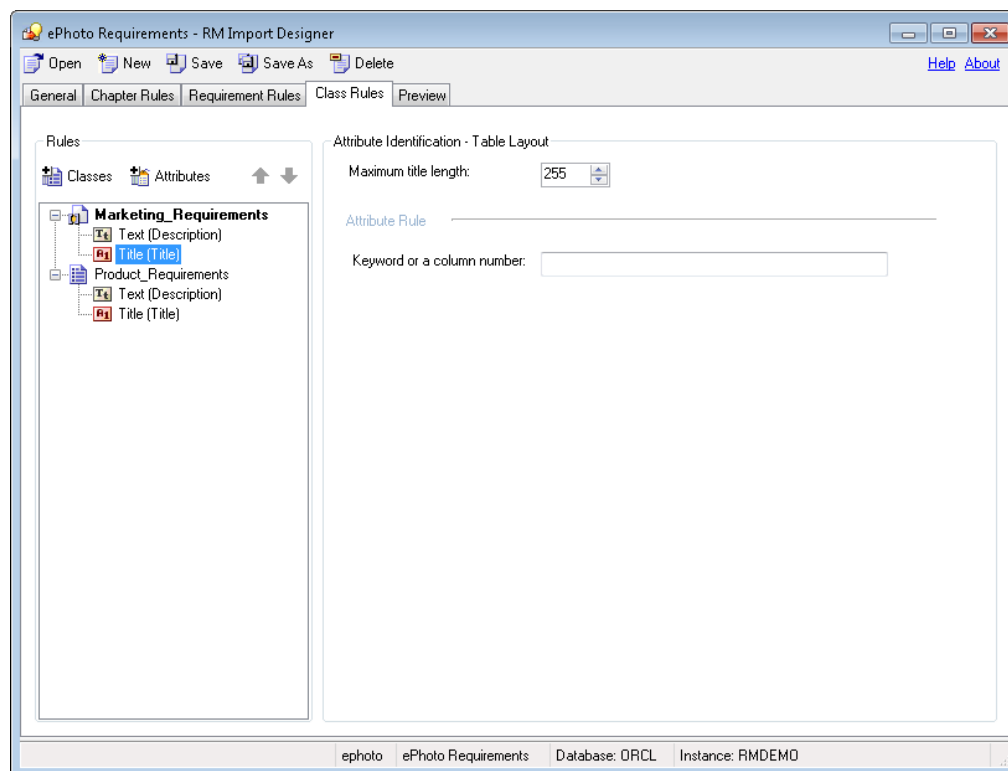 ePhoto Requirements - RM Import Designer
Open New Save Save As Delete Help About
General Chapter Rules Requirement Rules Class Rules Preview
Rules
Classes Attributes
Marketing_Requirements
Text (Description)
Title (Title)
Product_Requirements
Text (Description)
Title (Title)
Attribute Identification - Table Layout
Maximum title length: 255
Attribute Rule
Keyword or a column number:
ephoto ePhoto Requirements Database: ORCL Instance: RMDEMO